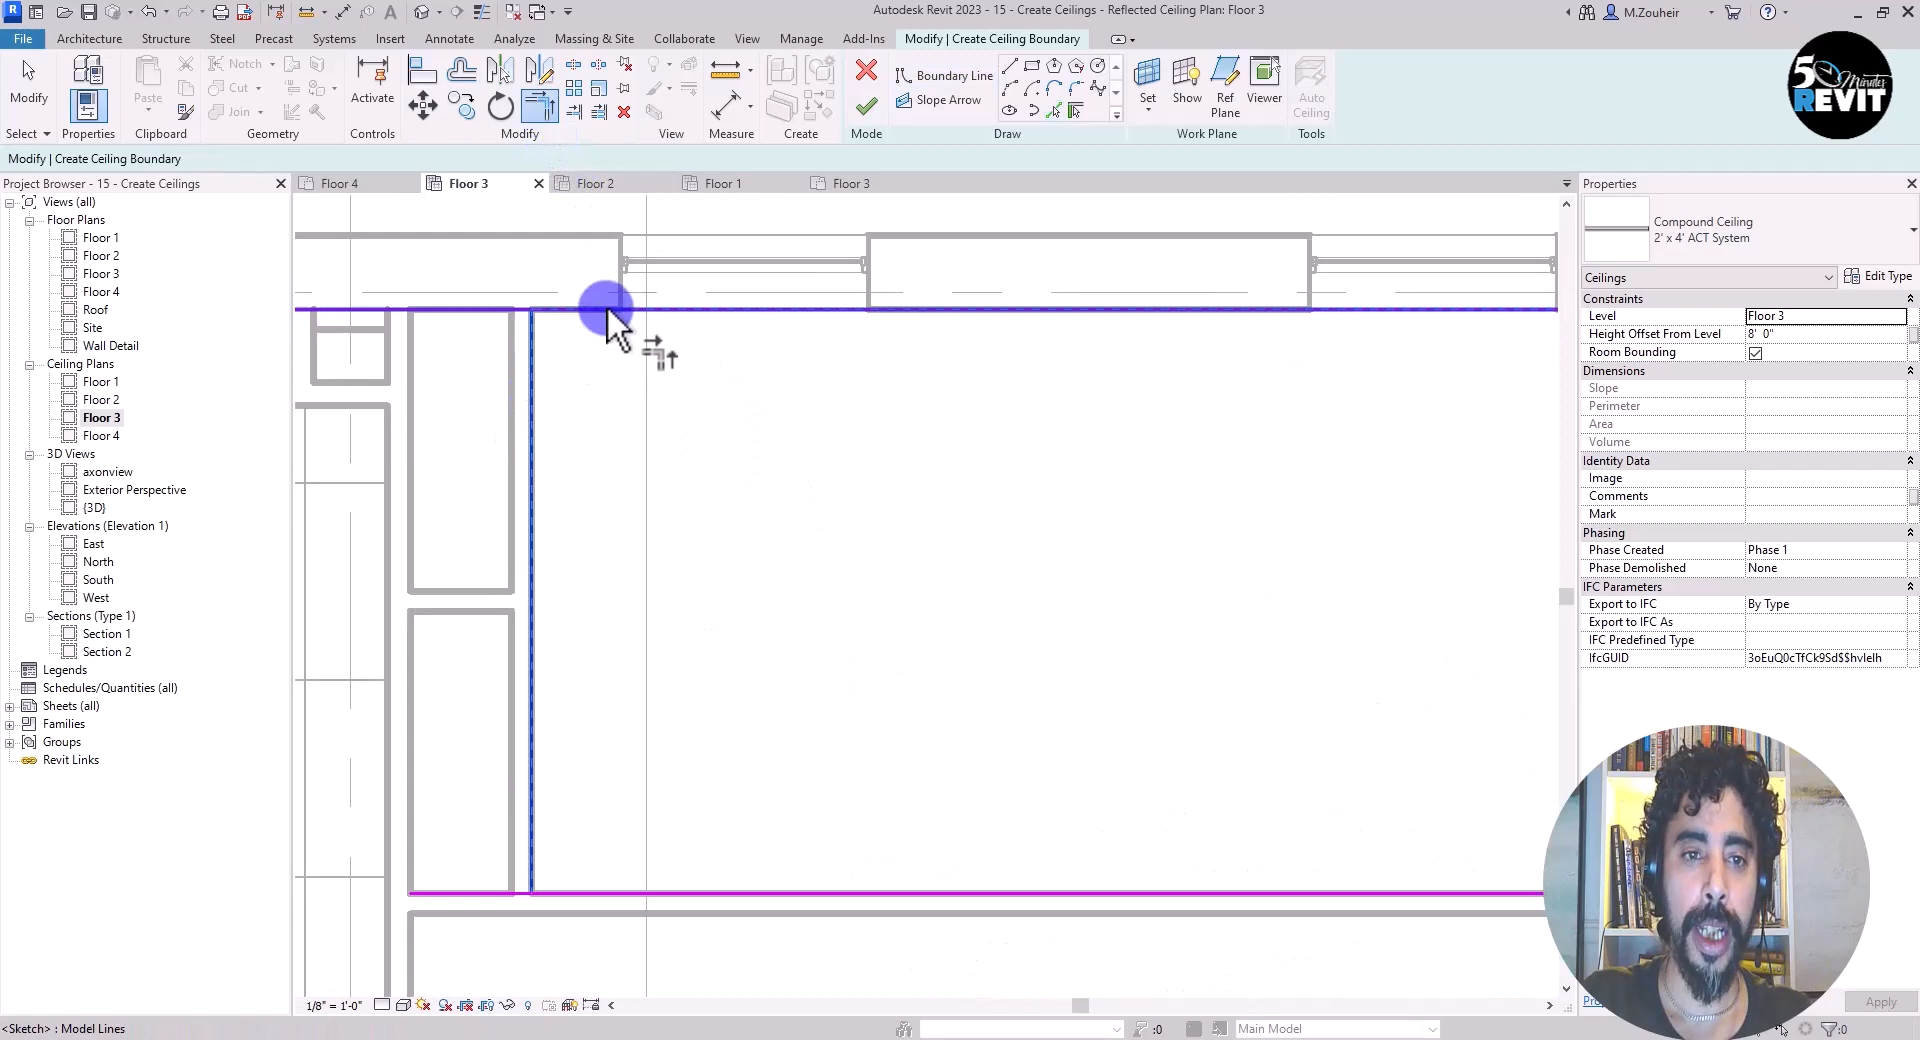 Autodesk Revit 2023 - 15 - Create Ceilings - Reflected Ceiling Plan: Floor 3
M.Zouheir
File
Architecture
Structure
Steel
Precast
Systems
Insert
Annotate
Analyze
Massing & Site
Collaborate
View
Manage
Add-Ins
Modify | Create Ceiling Boundary
Modify
Properties
Paste
Notch
Cut
Join
Activate
Boundary Line
Slope Arrow
Set
Show
Ref
Plane
Viewer
Auto
Ceiling
Select
Properties
Clipboard
Geometry
Controls
Modify
View
Measure
Create
Mode
Draw
Work Plane
Tools
50 Minutes
REVIT
Modify | Create Ceiling Boundary
Project Browser - 15 - Create Ceilings
Views (all)
Floor Plans
Floor 1
Floor 2
Floor 3
Floor 4
Roof
Site
Wall Detail
Ceiling Plans
Floor 1
Floor 2
Floor 3
Floor 4
3D Views
axonview
Exterior Perspective
{3D}
Elevations (Elevation 1)
East
North
South
West
Sections (Type 1)
Section 1
Section 2
Legends
Schedules/Quantities (all)
Sheets (all)
Families
Groups
Revit Links
Floor 4
Floor 3
Floor 2
Floor 1
Floor 3
Properties
Compound Ceiling
2' x 4' ACT System
Ceilings
Edit Type
Constraints
Level Floor 3
Height Offset From Level 8' 0"
Room Bounding
Dimensions
Slope
Perimeter
Area
Volume
Identity Data
Image
Comments
Mark
Phasing
Phase Created Phase 1
Phase Demolished None
IFC Parameters
Export to IFC By Type
Export to IFC As
IFC Predefined Type
IfcGUID 3oEuQ0cTfCk9Sd$$hvIeIh
Apply
1/8" = 1'-0"
<Sketch> : Model Lines
:0
Main Model
:0